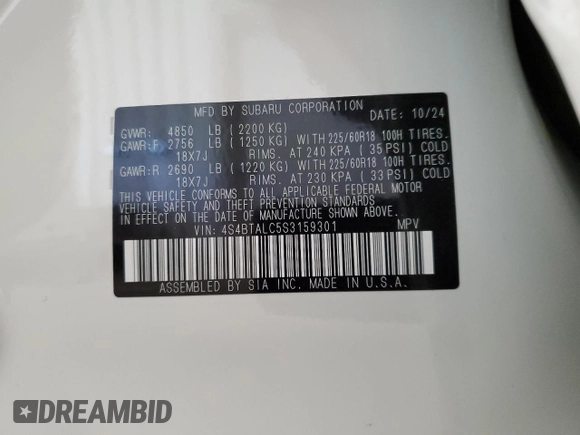 MFD BY SUBARU CORPORATION DATE: 10/24
GVWR: 4850 LB (2200 KG)
GAWR:F 2756 LB (1250 KG) WITH 225/60R18 100H TIRES.
18X7J RIMS. AT 240 KPA (35 PSI) COLD
GAWR:R 2690 LB (1220 KG) WITH 225/60R18 100H TIRES.
18X7J RIMS. AT 230 KPA (33 PSI) COLD
THIS VEHICLE CONFORMS TO ALL APPLICABLE FEDERAL MOTOR
VEHICLE SAFETY AND THEFT PREVENTION STANDARDS
IN EFFECT ON THE DATE OF MANUFACTURE SHOWN ABOVE.
VIN: 4S4BTALC5S3159301 MPV
ASSEMBLED BY SIA INC. MADE IN U.S.A.
DREAMBID